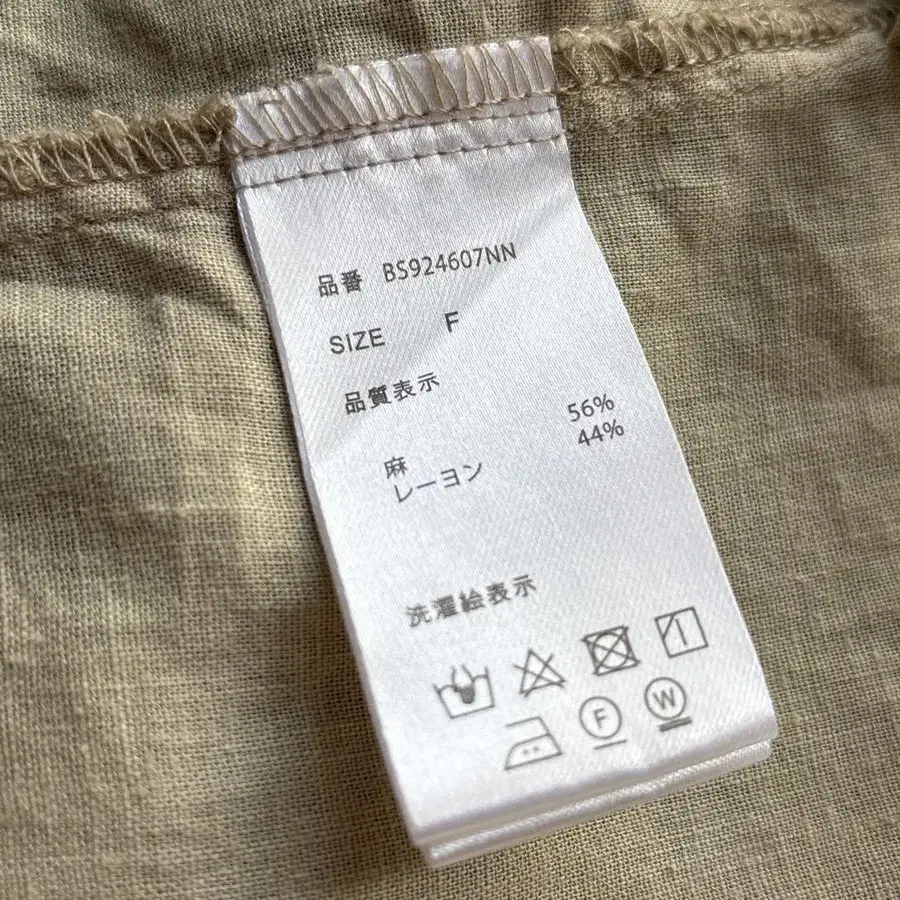 品番 BS924607NN
SIZE F
品質表示
麻 56%
レーヨン 44%
洗濯絵表示
F W